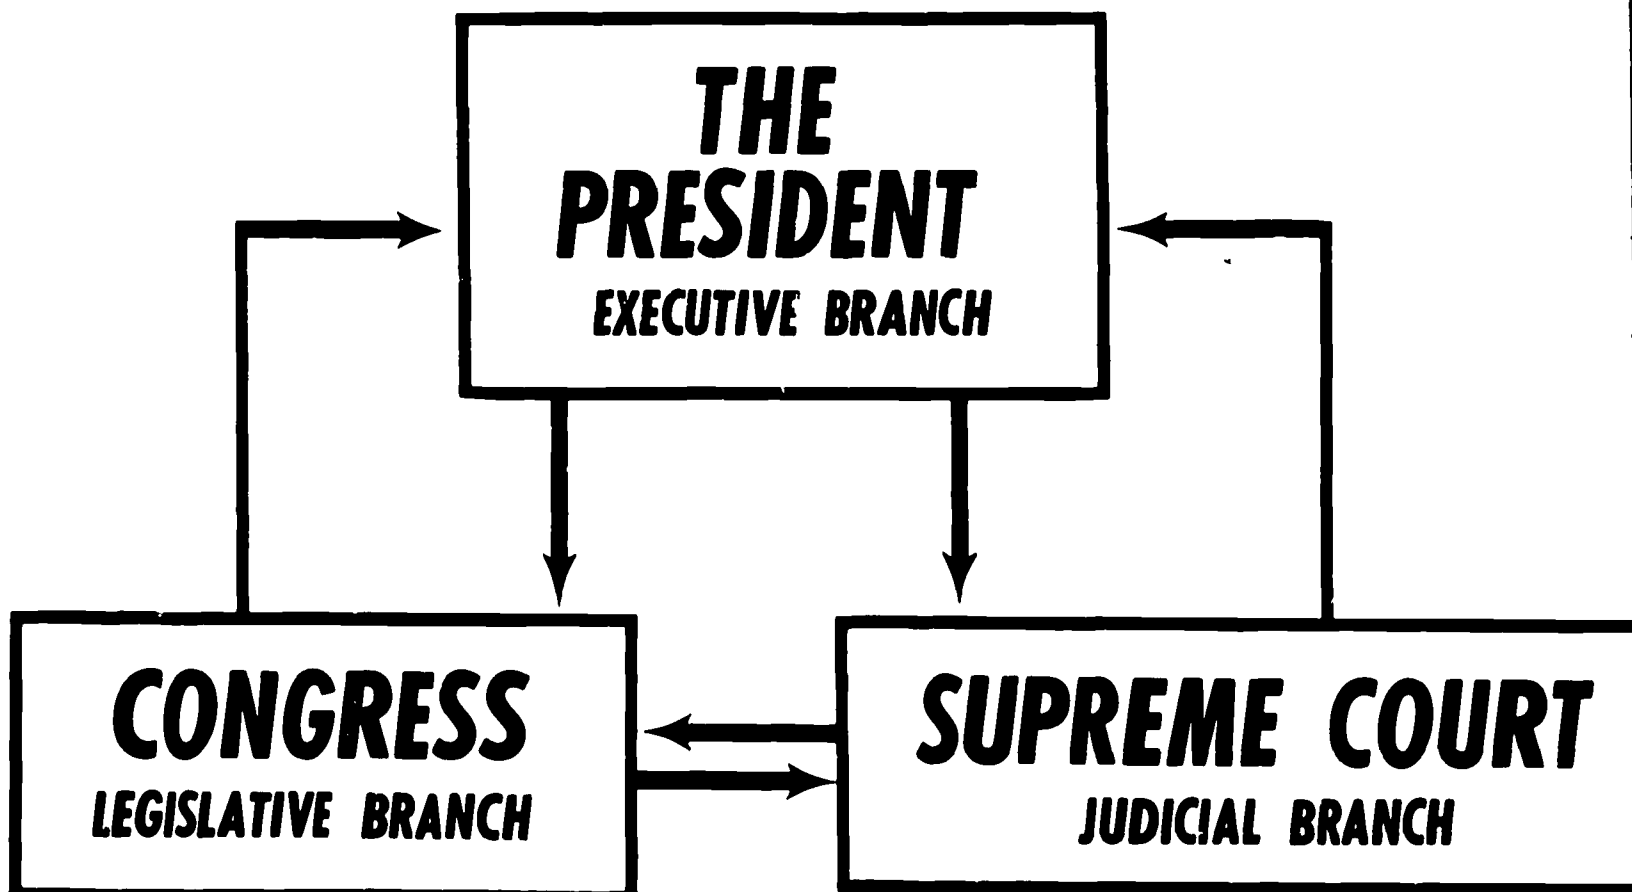 THE
PRESIDENT
EXECUTIVE BRANCH
CONGRESS
LEGISLATIVE BRANCH
SUPREME COURT
JUDICIAL BRANCH